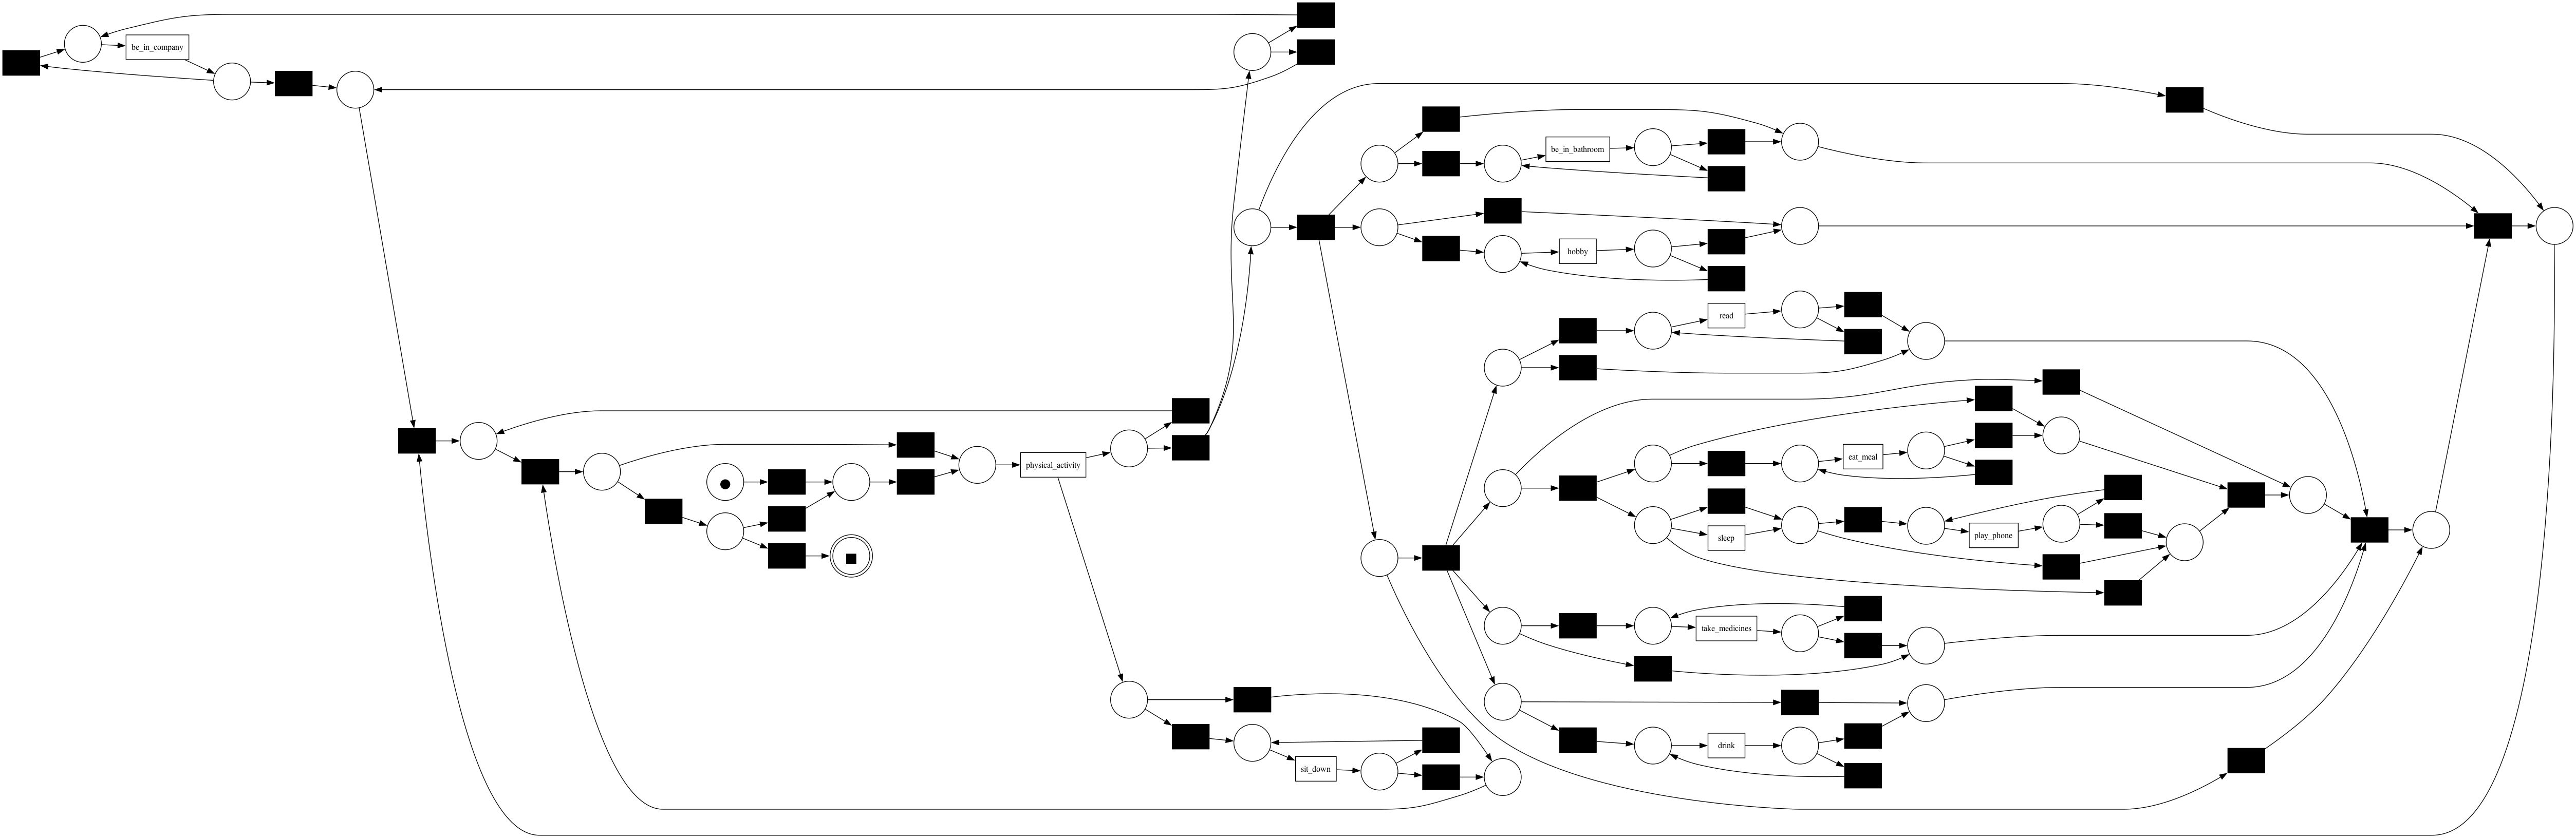 be_in_company
be_in_bathroom
hobby
read
eat_meal
physical_activity
play_phone
sleep
take_medicines
drink
sit_down